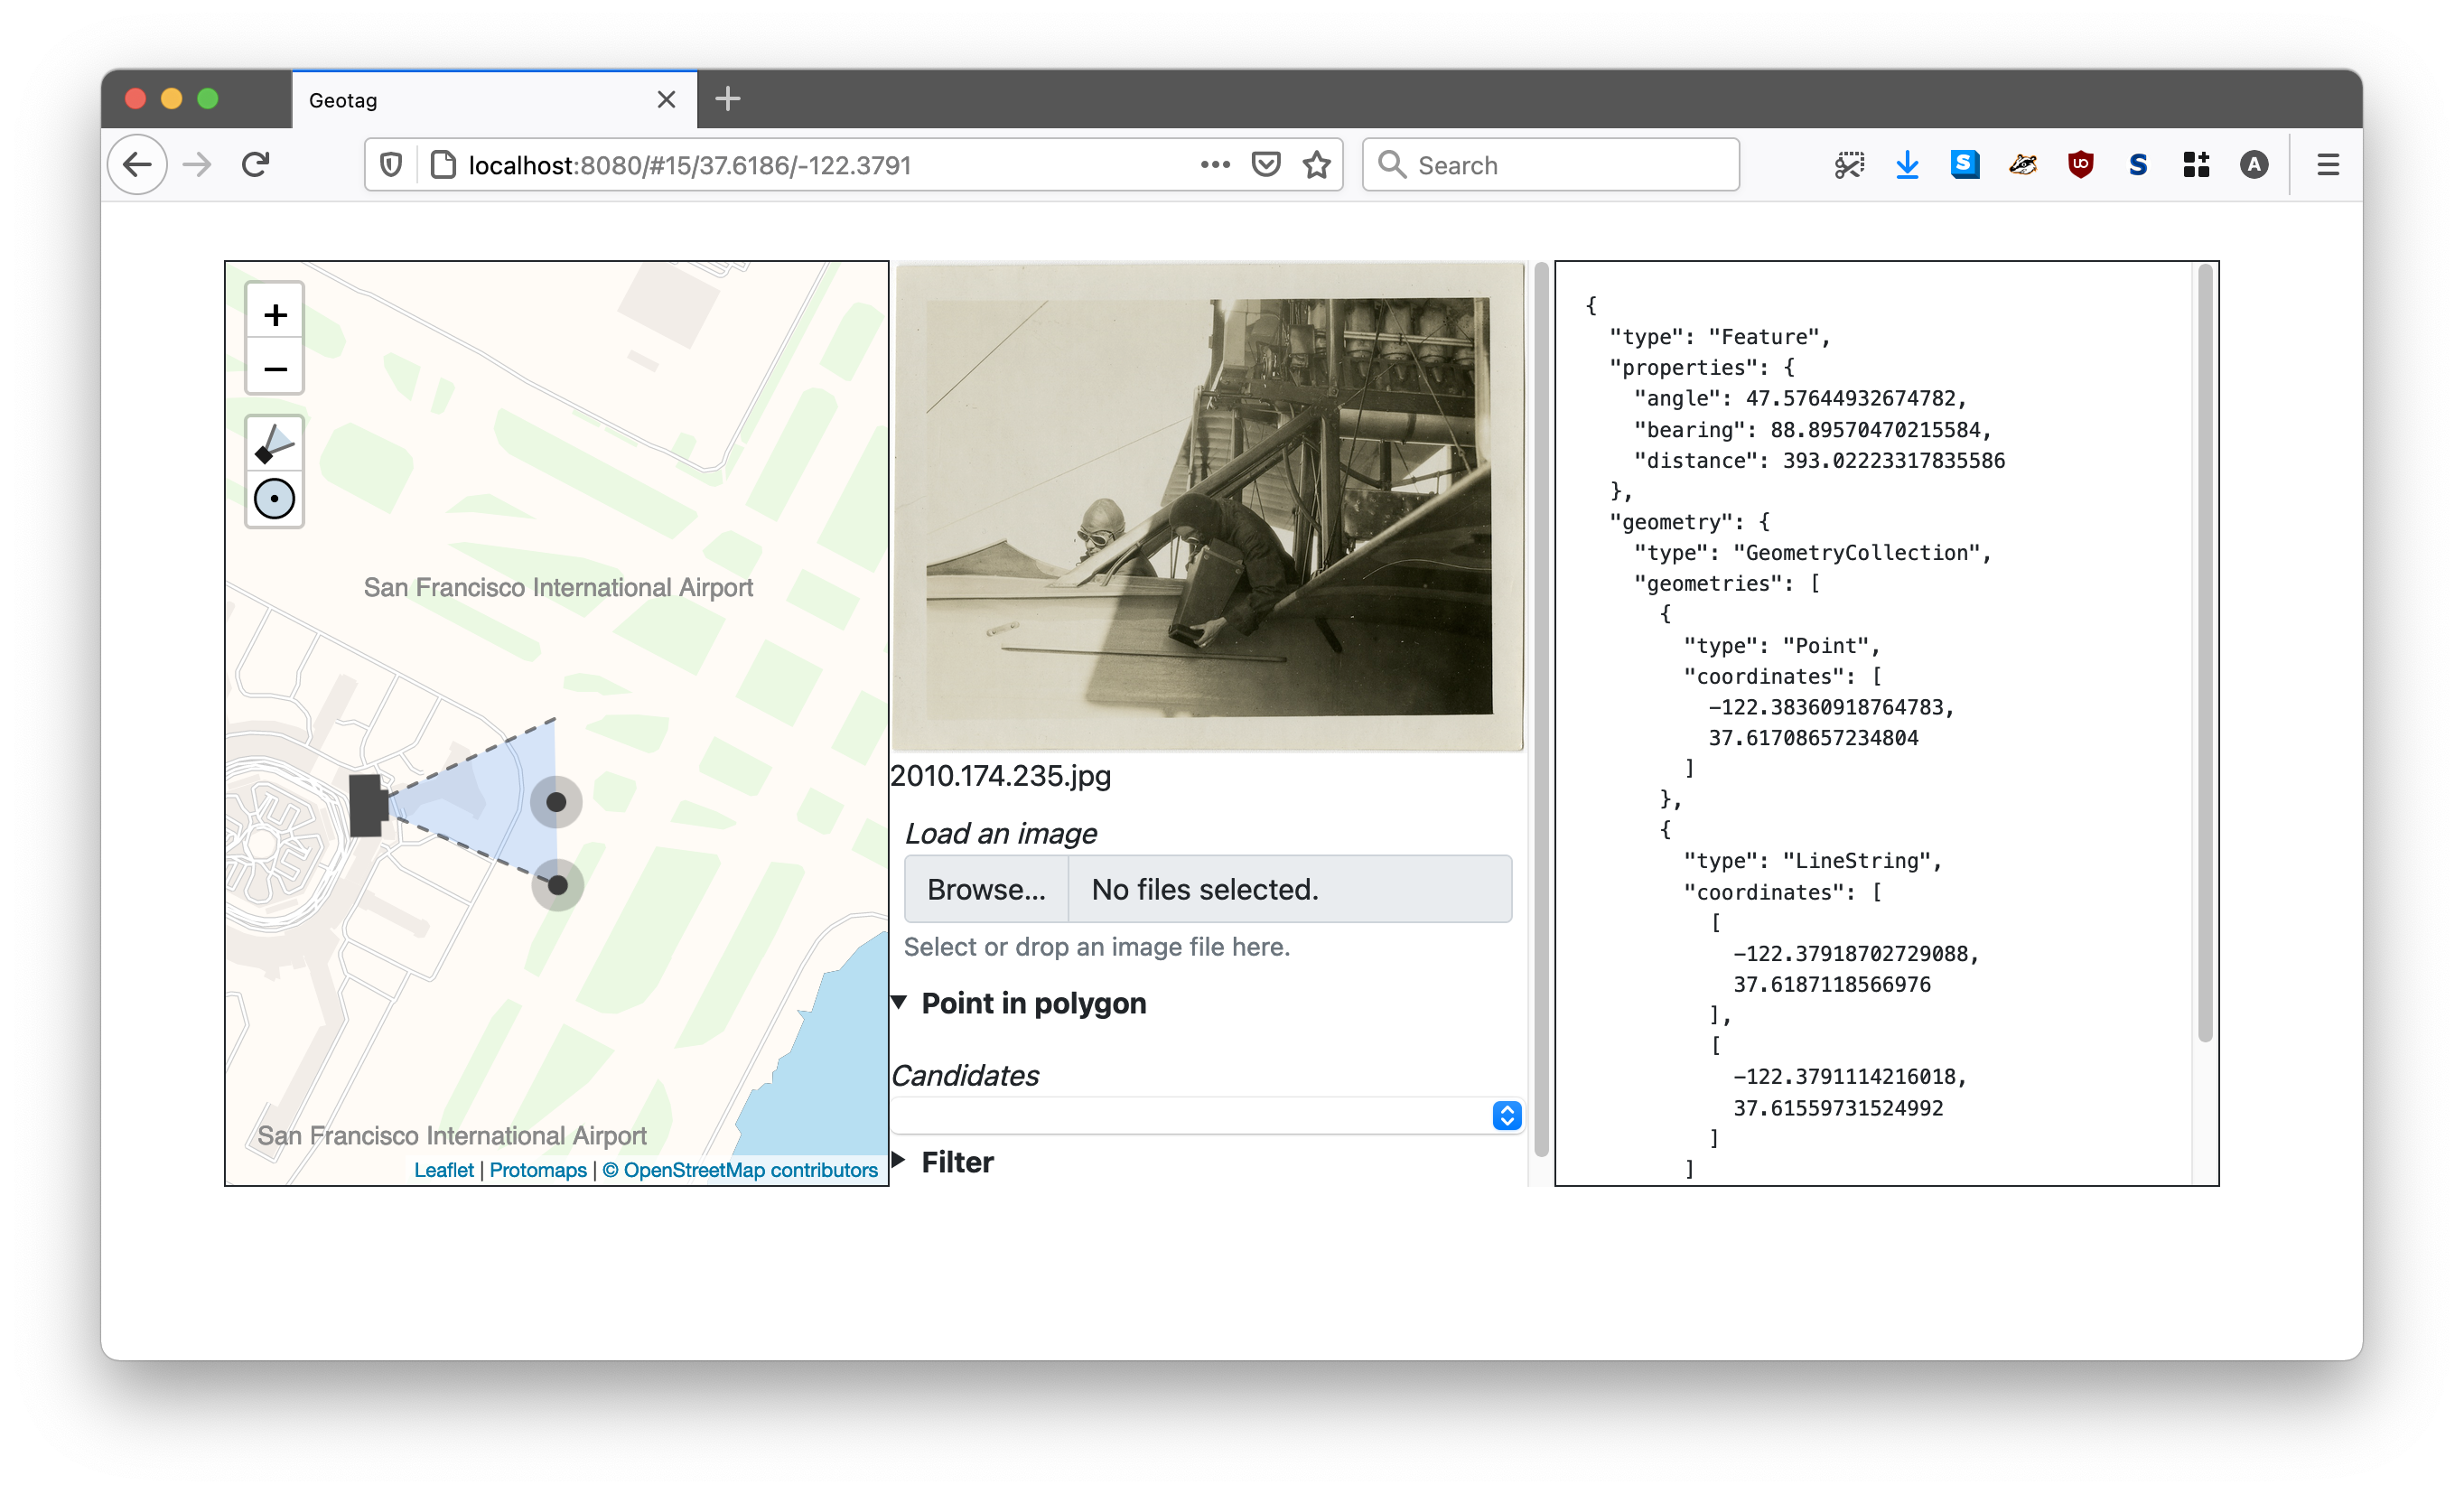 Geotag
localhost:8080/#15/37.6186/-122.3791
Search
S
UO
S
A
+
−
San Francisco International Airport
San Francisco International Airport
Leaflet | Protomaps | © OpenStreetMap contributors
2010.174.235.jpg
Load an image
Browse... No files selected.
Select or drop an image file here.
Point in polygon
Candidates
Filter
{
"type": "Feature",
"properties": {
"angle": 47.57644932674782,
"bearing": 88.89570470215584,
"distance": 393.02223317835586
},
"geometry": {
"type": "GeometryCollection",
"geometries": [
{
"type": "Point",
"coordinates": [
-122.38360918764783,
37.61708657234804
]
},
{
"type": "LineString",
"coordinates": [
[
-122.37918702729088,
37.6187118566976
],
[
-122.3791114216018,
37.61559731524992
]
]